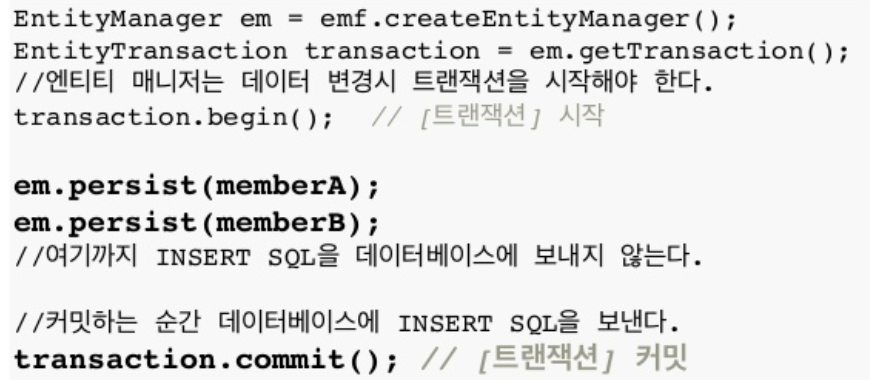 EntityManager em = emf.createEntityManager();
EntityTransaction transaction = em.getTransaction();
//엔티티 매니저는 데이터 변경시 트랜잭션을 시작해야 한다.
transaction.begin();  // [트랜잭션] 시작
em.persist(memberA);
em.persist(memberB);
//여기까지 INSERT SQL을 데이터베이스에 보내지 않는다.
//커밋하는 순간 데이터베이스에 INSERT SQL을 보낸다.
transaction.commit(); // [트랜잭션] 커밋